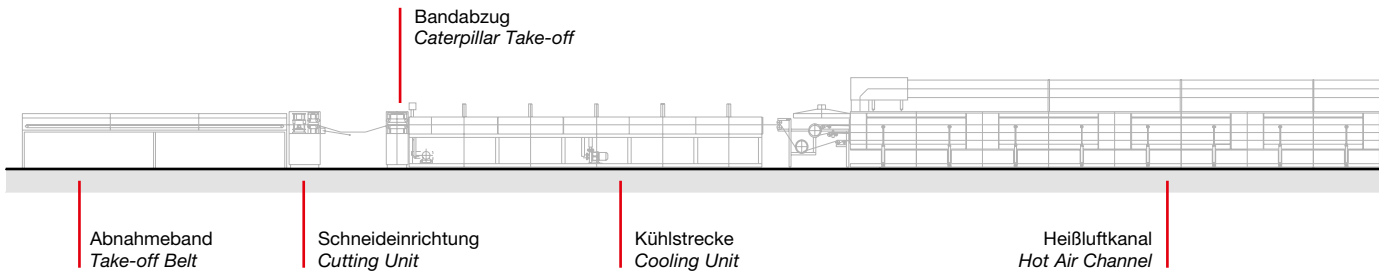 Bandabzug
Caterpillar Take-off
Abnahmeband
Take-off Belt
Schneideinrichtung
Cutting Unit
Kühlstrecke
Cooling Unit
Heißluftkanal
Hot Air Channel